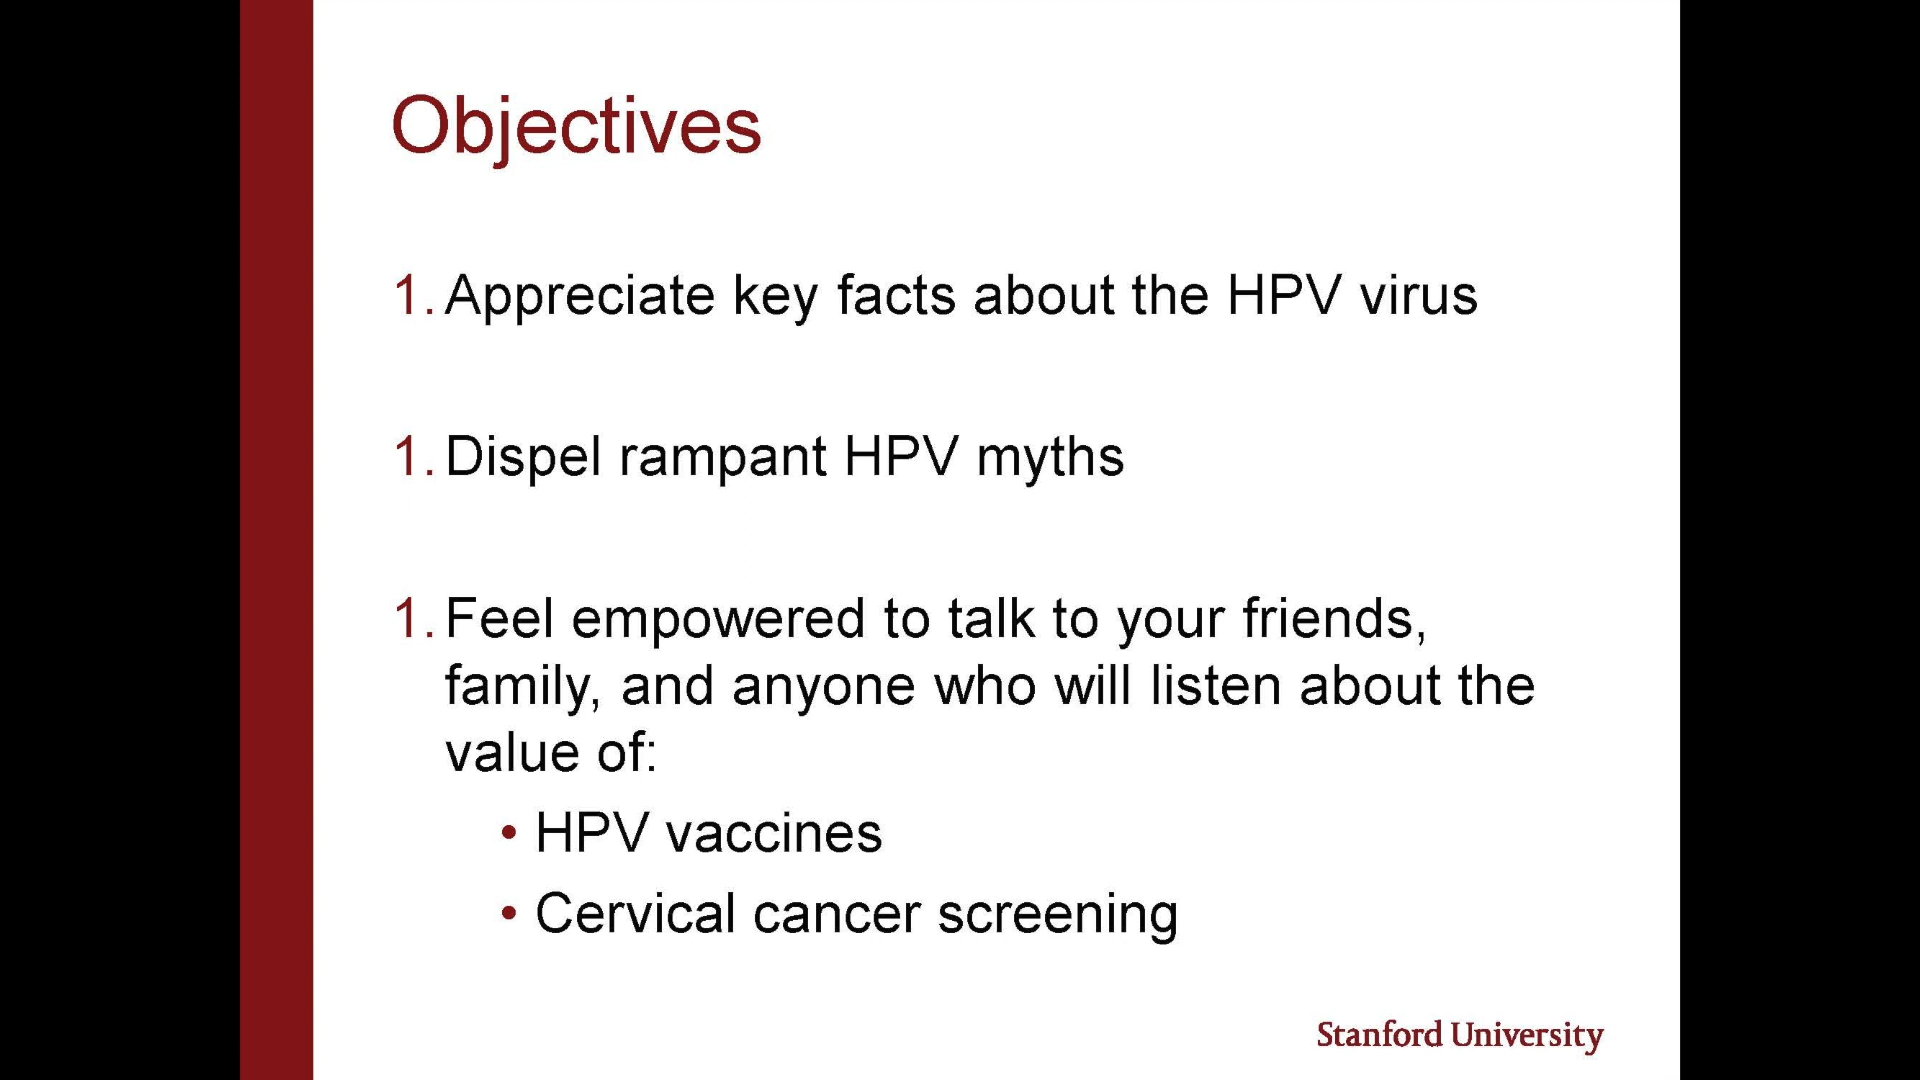 Objectives
1. Appreciate key facts about the HPV virus
1. Dispel rampant HPV myths
1. Feel empowered to talk to your friends,
family, and anyone who will listen about the
value of:
• HPV vaccines
• Cervical cancer screening
Stanford University